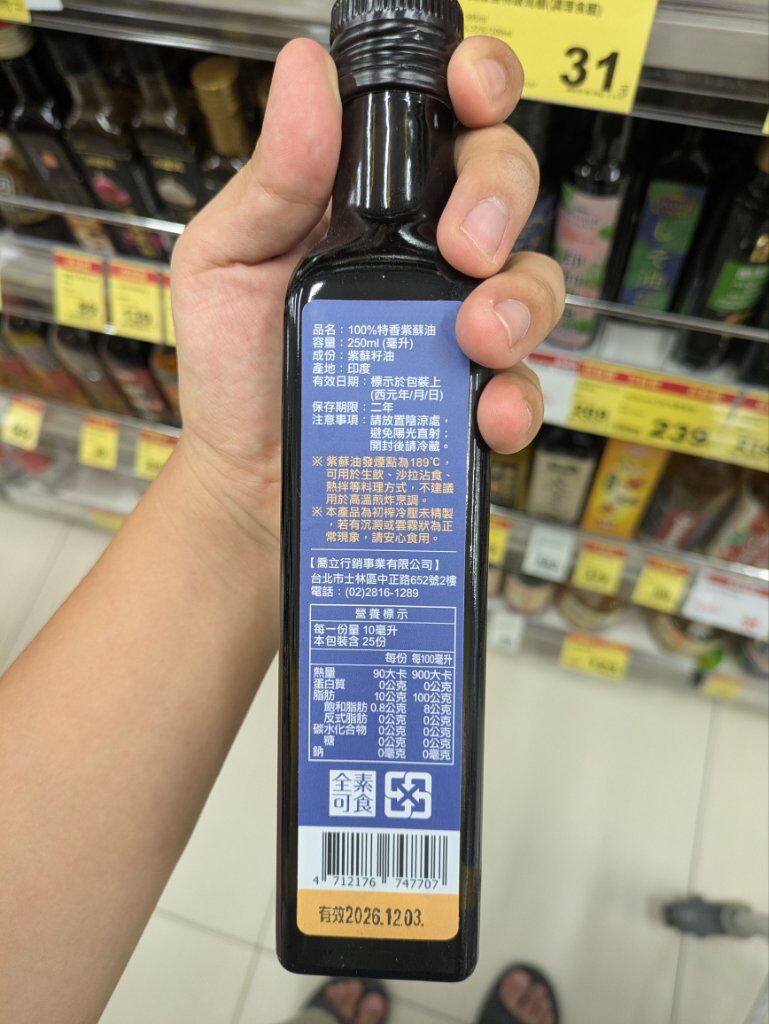 31
品名：100%特香紫蘇油
容量：250ml (毫升)
成份：紫蘇籽油
產地：印度
有效日期：標示於包裝上
(西元年/月/日)
保存期限：二年
注意事項：請放置陰涼處，
避免陽光直射；
開封後請冷藏。
※ 紫蘇油發煙點為189℃，
可用於生飲、沙拉沾食、
熱拌等料理方式，不建議
用於高溫煎炸烹調。
※ 本產品為初榨冷壓未精製
，若有沉澱或雲霧狀為正
常現象，請安心食用。
【喬立行銷事業有限公司】
台北市士林區中正路652號2樓
電話：(02)2816-1289
營養標示
每一份量 10毫升
本包裝含 25份
每份 每100毫升
熱量 90大卡 900大卡
蛋白質 0公克 0公克
脂肪 10公克 100公克
飽和脂肪 0.8公克 8公克
反式脂肪 0公克 0公克
碳水化合物 0公克 0公克
糖 0公克 0公克
鈉 0毫克 0毫克
全素
可食
4 712176 747707
有效2026.12.03.
239